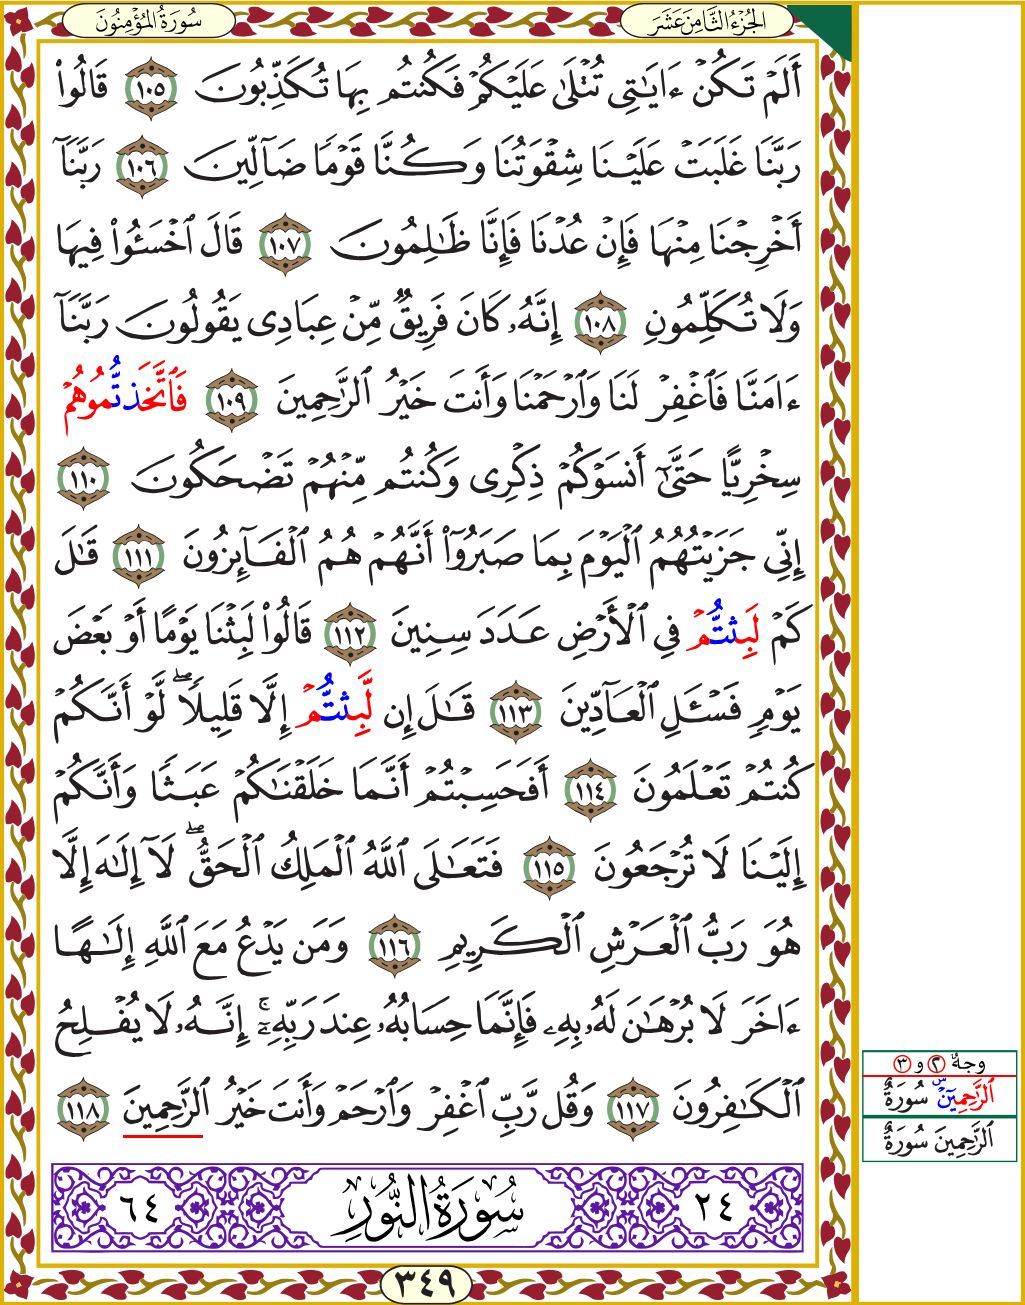 سُورَةُ الْمُؤْمِنُونَ
الجُزْءُ الثَّامِنَ عَشَرَ
أَلَمْ تَكُنْ ءَايَـٰتِى تُتْلَىٰ عَلَيْكُمْ فَكُنتُم بِهَا تُكَذِّبُونَ ١٠٥ قَالُوا۟
رَبَّنَا غَلَبَتْ عَلَيْنَا شِقْوَتُنَا وَكُنَّا قَوْمًا ضَآلِّينَ ١٠٦ رَبَّنَآ
أَخْرِجْنَا مِنْهَا فَإِنْ عُدْنَا فَإِنَّا ظَـٰلِمُونَ ١٠٧ قَالَ ٱخْسَـُٔوا۟ فِيهَا
وَلَا تُكَلِّمُونِ ١٠٨ إِنَّهُۥ كَانَ فَرِيقٌ مِّنْ عِبَادِى يَقُولُونَ رَبَّنَآ
ءَامَنَّا فَٱغْفِرْ لَنَا وَٱرْحَمْنَا وَأَنتَ خَيْرُ ٱلرَّٰحِمِينَ ١٠٩ فَٱتَّخَذتُّمُوهُمْ
سِخْرِيًّا حَتَّىٰٓ أَنسَوْكُمْ ذِكْرِى وَكُنتُم مِّنْهُمْ تَضْحَكُونَ ١١٠
إِنِّى جَزَيْتُهُمُ ٱلْيَوْمَ بِمَا صَبَرُوٓا۟ أَنَّهُمْ هُمُ ٱلْفَآئِزُونَ ١١١ قَـٰلَ
كَمْ لَبِثتُّمْ فِى ٱلْأَرْضِ عَدَدَ سِنِينَ ١١٢ قَالُوا۟ لَبِثْنَا يَوْمًا أَوْ بَعْضَ
يَوْمٍ فَسْـَٔلِ ٱلْعَآدِّينَ ١١٣ قَـٰلَ إِن لَّبِثتُّمْ إِلَّا قَلِيلًا ۖ لَّوْ أَنَّكُمْ
كُنتُمْ تَعْلَمُونَ ١١٤ أَفَحَسِبْتُمْ أَنَّمَا خَلَقْنَـٰكُمْ عَبَثًا وَأَنَّكُمْ
إِلَيْنَا لَا تُرْجَعُونَ ١١٥ فَتَعَـٰلَى ٱللَّهُ ٱلْمَلِكُ ٱلْحَقُّ ۖ لَآ إِلَـٰهَ إِلَّا
هُوَ رَبُّ ٱلْعَرْشِ ٱلْكَرِيمِ ١١٦ وَمَن يَدْعُ مَعَ ٱللَّهِ إِلَـٰهًا
ءَاخَرَ لَا بُرْهَـٰنَ لَهُۥ بِهِۦ فَإِنَّمَا حِسَابُهُۥ عِندَ رَبِّهِۦٓ ۚ إِنَّهُۥ لَا يُفْلِحُ
ٱلْكَـٰفِرُونَ ١١٧ وَقُل رَّبِّ ٱغْفِرْ وَٱرْحَمْ وَأَنتَ خَيْرُ ٱلرَّٰحِمِينَ ١١٨
٢٤ سُورَةُ النُّورِ ٦٤
٣٤٩
وجهٌ ٢ و ٣
ٱلرَّٰحِمِينَ ۜ سُورَةٌ
ٱلرَّٰحِمِينَ سُورَةٌ